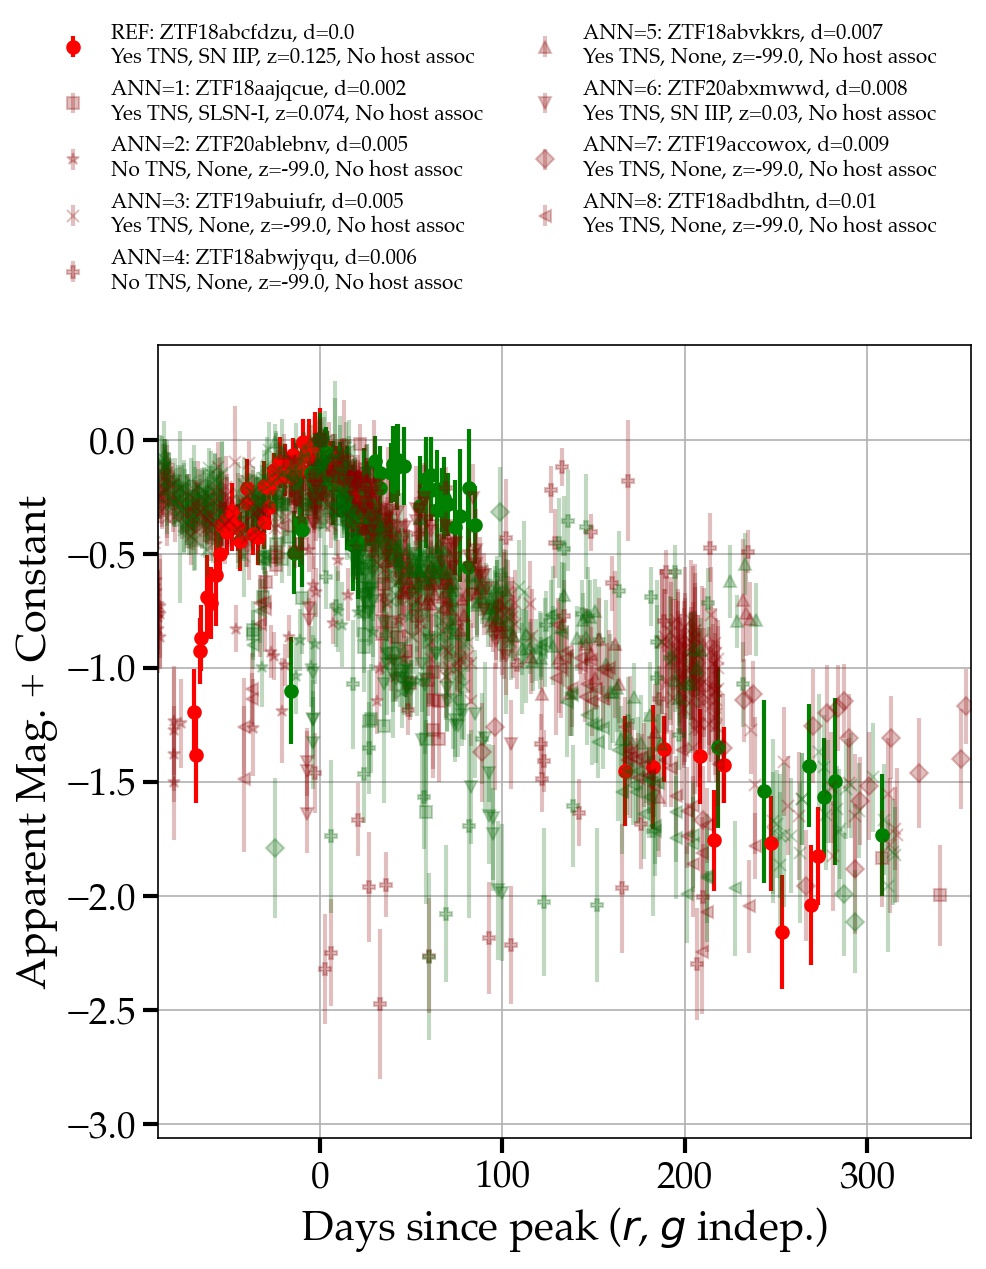 REF: ZTF18abcfdzu, d=0.0
Yes TNS, SN IIP, z=0.125, No host assoc
ANN=1: ZTF18aajqcue, d=0.002
Yes TNS, SLSN-I, z=0.074, No host assoc
ANN=2: ZTF20ablebnv, d=0.005
No TNS, None, z=-99.0, No host assoc
ANN=3: ZTF19abuiufr, d=0.005
Yes TNS, None, z=-99.0, No host assoc
ANN=4: ZTF18abwjyqu, d=0.006
No TNS, None, z=-99.0, No host assoc
ANN=5: ZTF18abvkkrs, d=0.007
Yes TNS, None, z=-99.0, No host assoc
ANN=6: ZTF20abxmwwd, d=0.008
Yes TNS, SN IIP, z=0.03, No host assoc
ANN=7: ZTF19accowox, d=0.009
Yes TNS, None, z=-99.0, No host assoc
ANN=8: ZTF18adbdhtn, d=0.01
Yes TNS, None, z=-99.0, No host assoc
Apparent Mag. + Constant
0.0
−0.5
−1.0
−1.5
−2.0
−2.5
−3.0
0 100 200 300
Days since peak (r, g indep.)